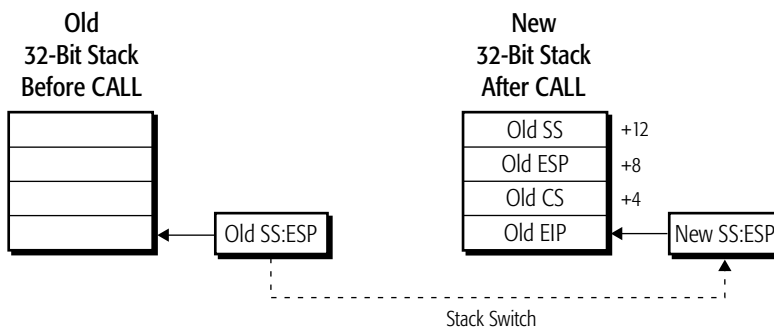 Old
32-Bit Stack
Before CALL
New
32-Bit Stack
After CALL
Old SS
+12
Old ESP
+8
Old CS
+4
Old SS:ESP
Old EIP
New SS:ESP
Stack Switch